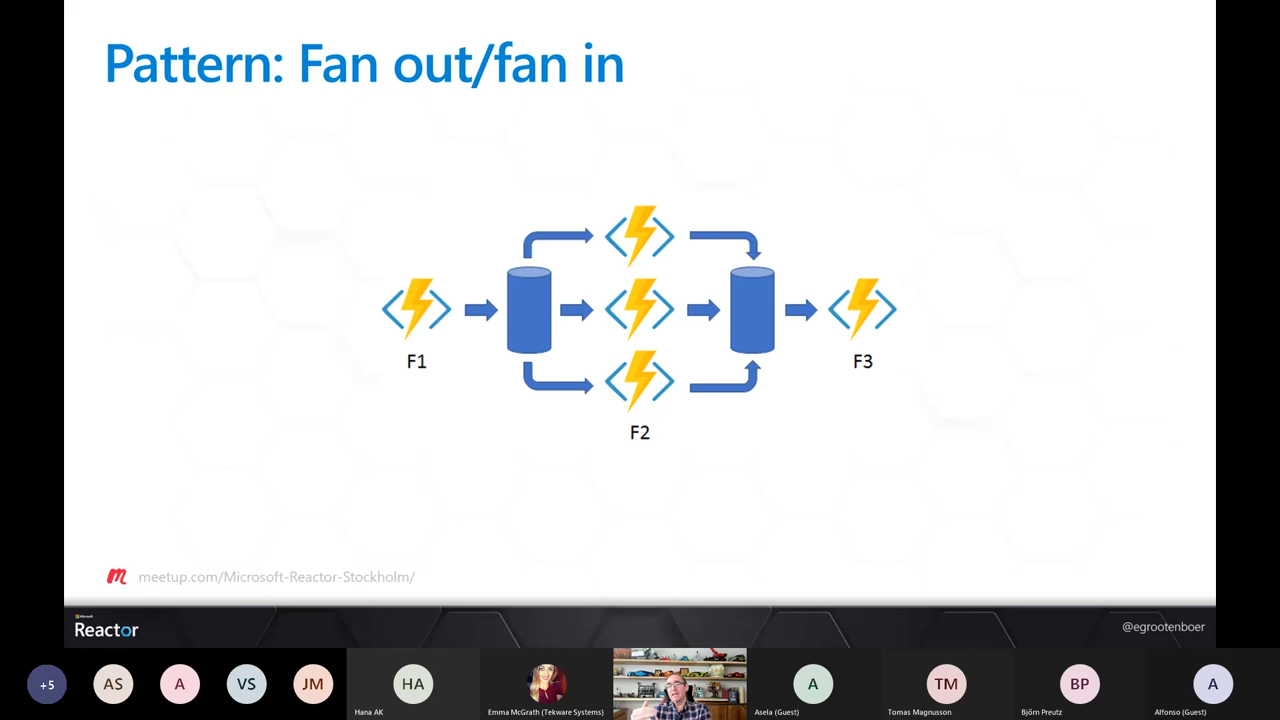 Pattern: Fan out/fan in
F1
F3
F2
meetup.com/Microsoft-Reactor-Stockholm/
Microsoft
Reactor
@egrootenboer
+5
AS
A
VS
JM
HA
A
TM
BP
A
Hana AK
Emma McGrath (Tekware Systems)
Asela (Guest)
Tomas Magnusson
Björn Preutz
Alfonso (Guest)